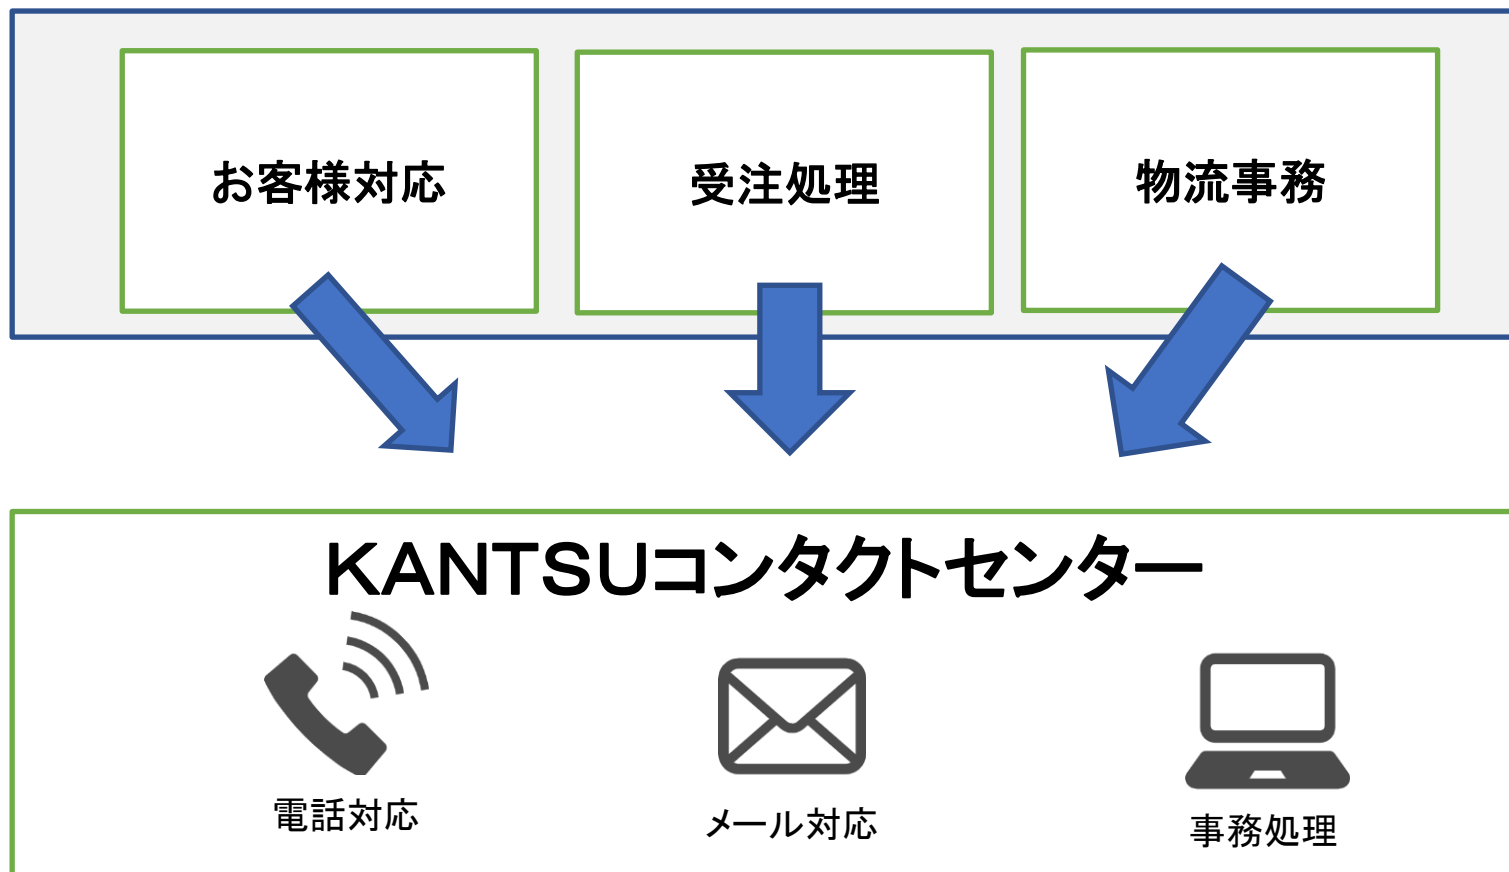 お客様対応
受注処理
物流事務
KANTSUコンタクトセンター
電話対応
メール対応
事務処理